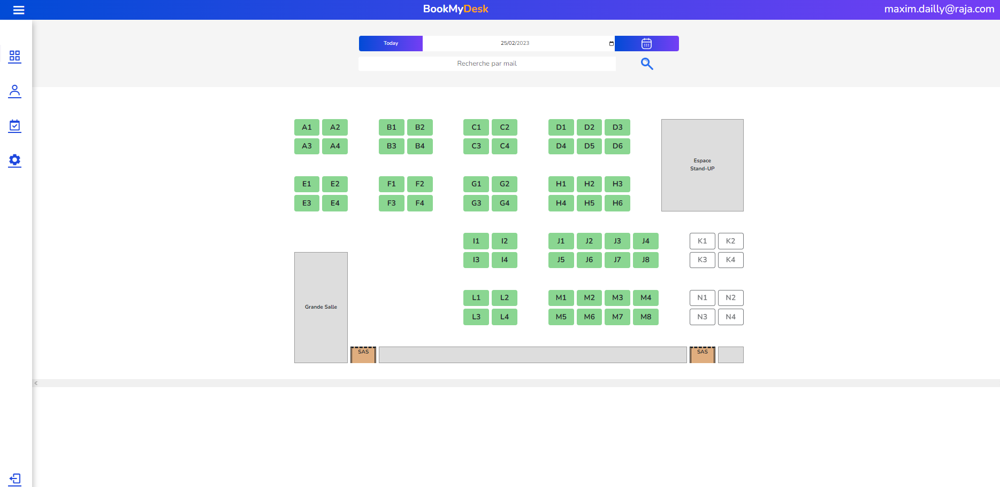 BookMyDesk
maxim.dailly@raja.com
Today
25/02/2023
Recherche par mail
A1 A2 B1 B2 C1 C2 D1 D2 D3
A3 A4 B3 B4 C3 C4 D4 D5 D6
Espace
Stand-UP
E1 E2 F1 F2 G1 G2 H1 H2 H3
E3 E4 F3 F4 G3 G4 H4 H5 H6
I1 I2 J1 J2 J3 J4 K1 K2
I3 I4 J5 J6 J7 J8 K3 K4
L1 L2 M1 M2 M3 M4 N1 N2
Grande Salle
L3 L4 M5 M6 M7 M8 N3 N4
SAS SAS